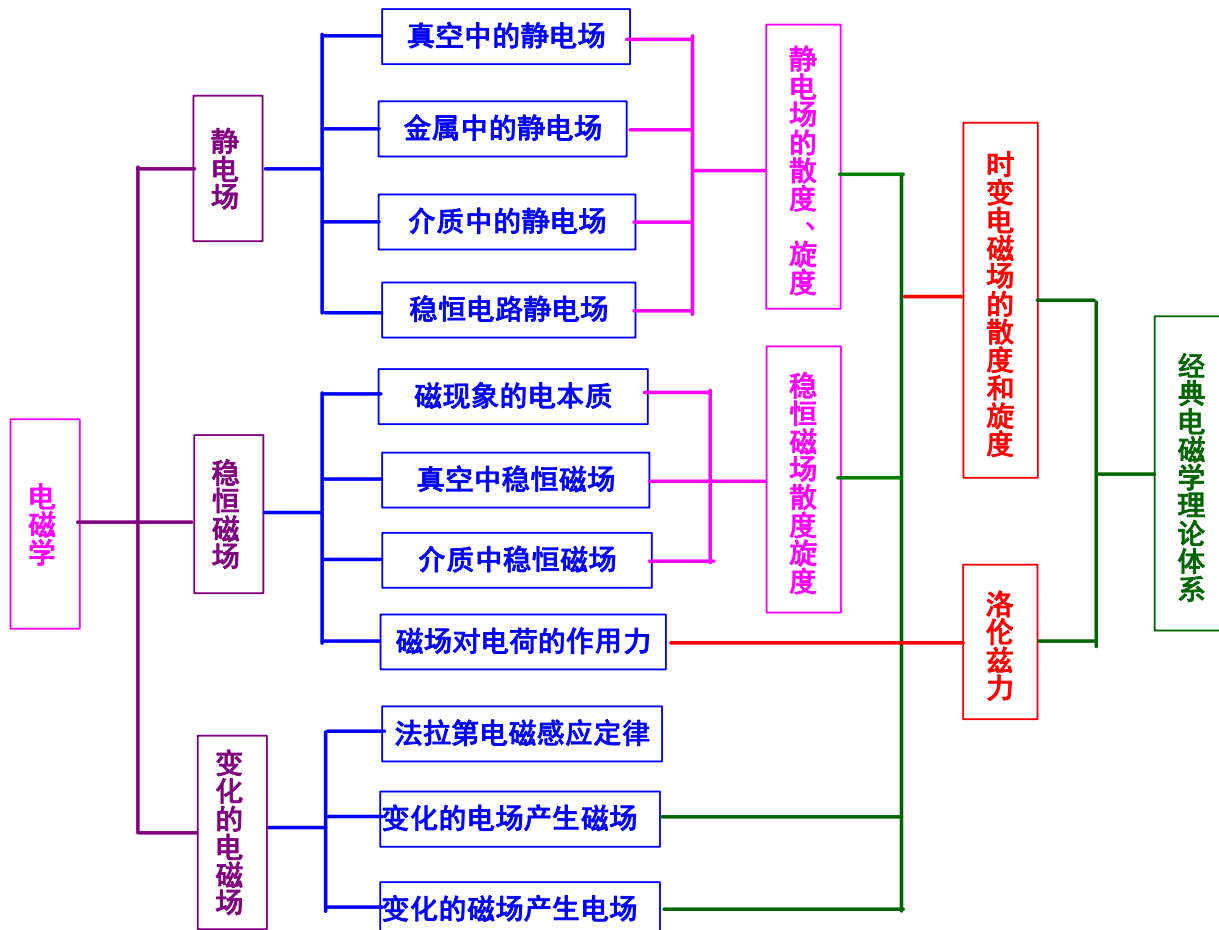 电磁学
静电场
真空中的静电场
金属中的静电场
介质中的静电场
稳恒电路静电场
静电场的散度、旋度
稳恒磁场
磁现象的电本质
真空中稳恒磁场
介质中稳恒磁场
磁场对电荷的作用力
稳恒磁场散度旋度
变化的电磁场
法拉第电磁感应定律
变化的电场产生磁场
变化的磁场产生电场
时变电磁场的散度和旋度
洛伦兹力
经典电磁学理论体系